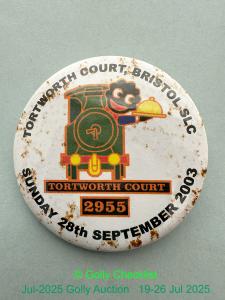 TORTWORTH COURT, BRISTOL SLC
TORTWORTH COURT
2955
SUNDAY 28th SEPTEMBER 2003
© Golly Checklist
Jul-2025 Golly Auction 19-26 Jul 2025